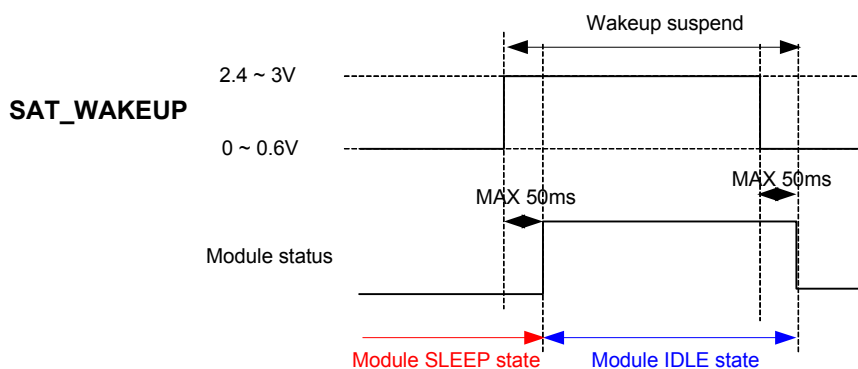 Wakeup suspend
2.4 ~ 3V
SAT_WAKEUP
0 ~ 0.6V
MAX 50ms
MAX 50ms
Module status
Module SLEEP state
Module IDLE state